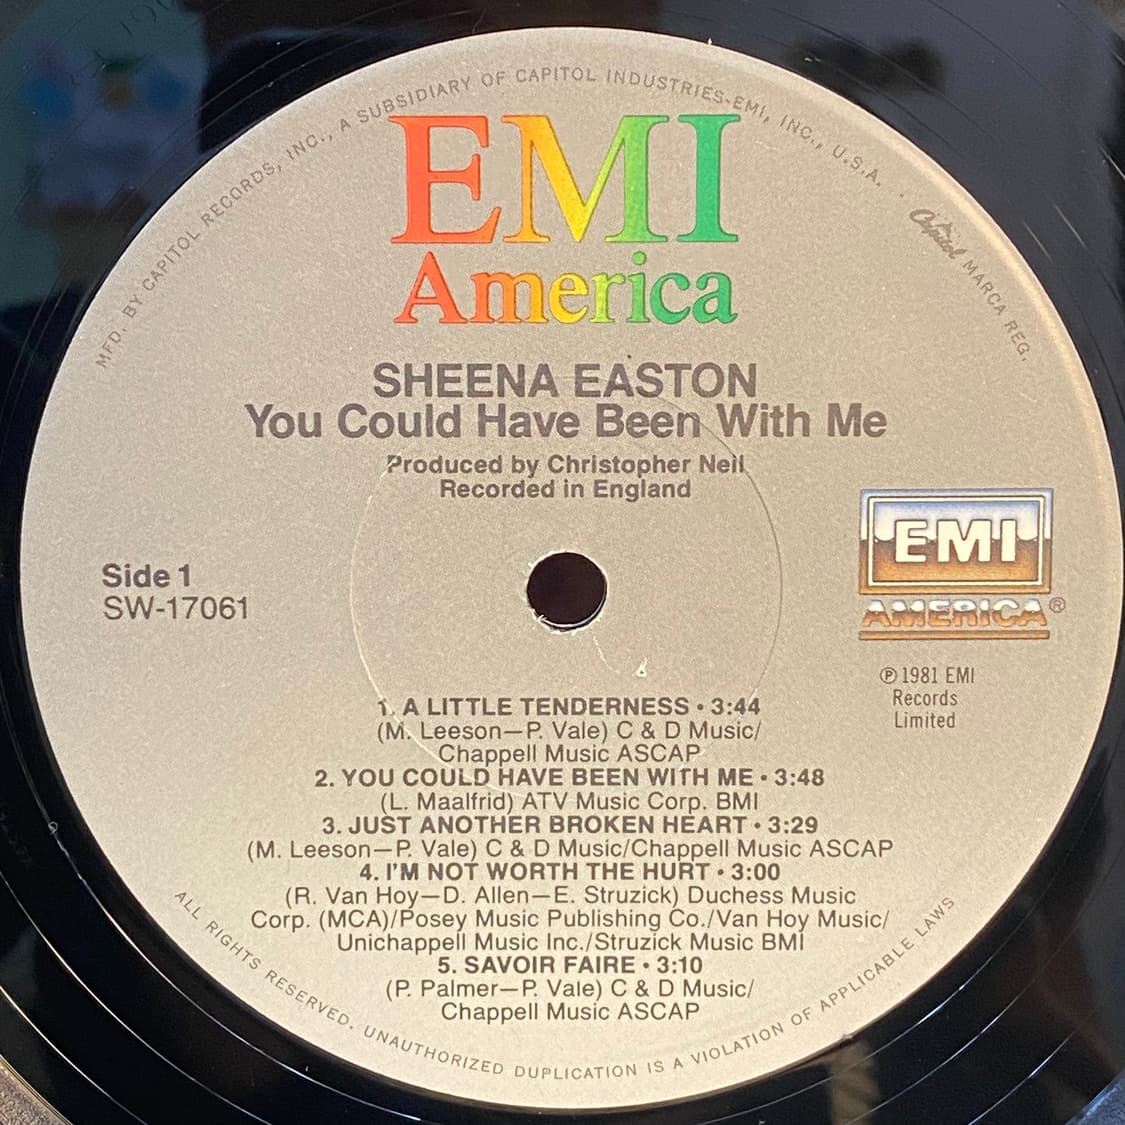 MFD. BY CAPITOL RECORDS, INC., A SUBSIDIARY OF CAPITOL INDUSTRIES-EMI, INC., U.S.A. . Capitol MARCA REG.
EMI
America
SHEENA EASTON
You Could Have Been With Me
Produced by Christopher Neil
Recorded in England
Side 1
SW-17061
EMI
AMERICA®
℗ 1981 EMI
Records
Limited
1. A LITTLE TENDERNESS • 3:44
(M. Leeson—P. Vale) C & D Music/
Chappell Music ASCAP
2. YOU COULD HAVE BEEN WITH ME • 3:48
(L. Maalfrid) ATV Music Corp. BMI
3. JUST ANOTHER BROKEN HEART • 3:29
(M. Leeson—P. Vale) C & D Music/Chappell Music ASCAP
4. I'M NOT WORTH THE HURT • 3:00
(R. Van Hoy—D. Allen—E. Struzick) Duchess Music
Corp. (MCA)/Posey Music Publishing Co./Van Hoy Music/
Unichappell Music Inc./Struzick Music BMI
5. SAVOIR FAIRE • 3:10
(P. Palmer—P. Vale) C & D Music/
Chappell Music ASCAP
ALL RIGHTS RESERVED. UNAUTHORIZED DUPLICATION IS A VIOLATION OF APPLICABLE LAWS